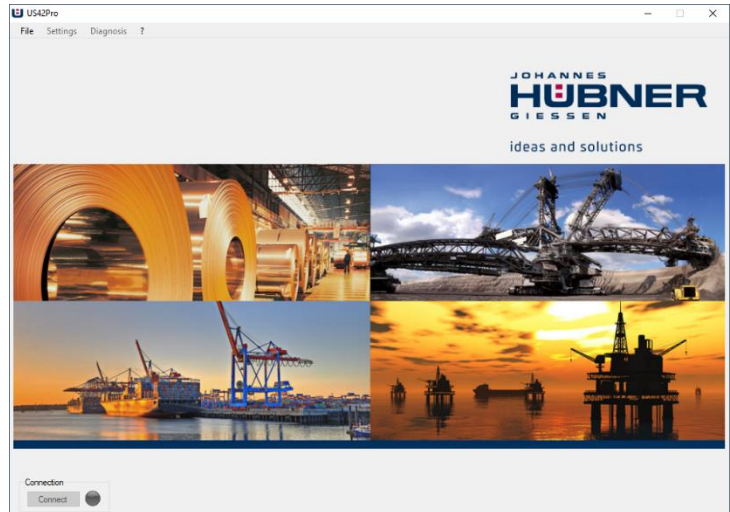 US42Pro
File Settings Diagnosis ?
JOHANNES
HÜBNER
GIESSEN
ideas and solutions
Connection
Connect